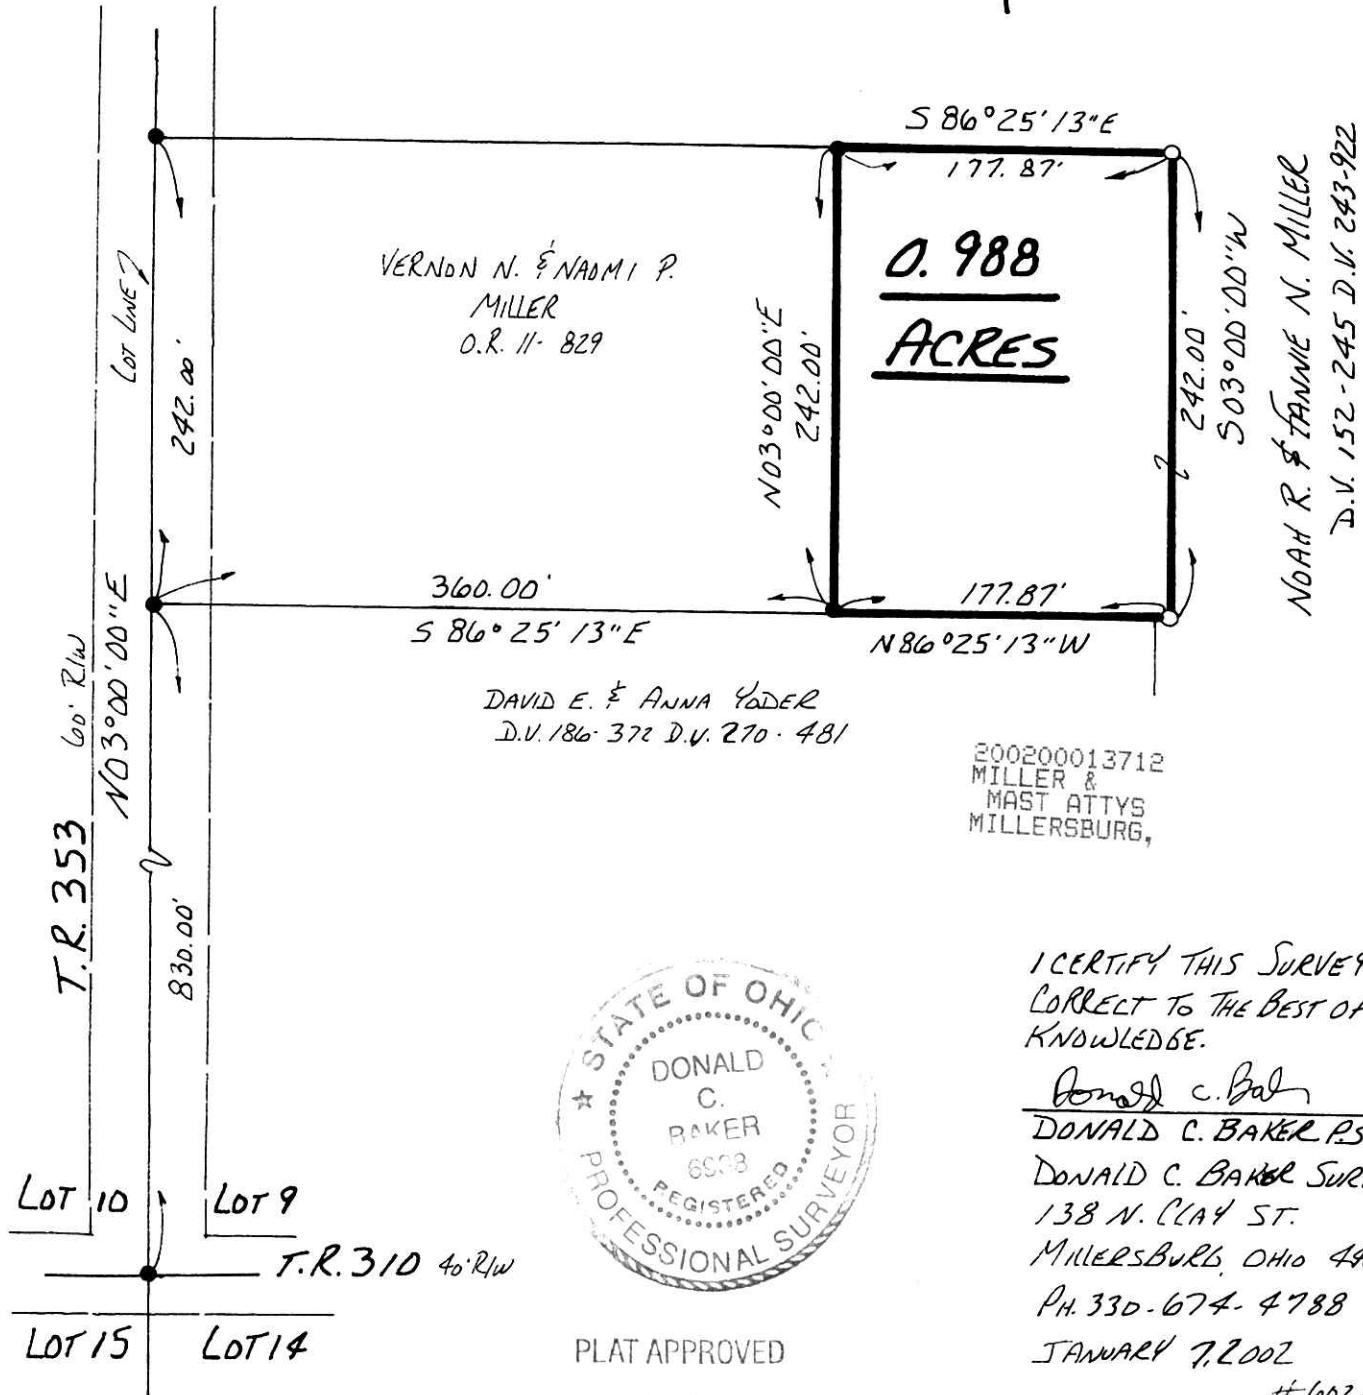 S 86°25'13"E
177.87'
0.988
ACRES
VERNON N. & NAOMI P.
MILLER
O.R. 11-829
LOT LINE
242.00'
N03°00'00"E
242.00'
242.00'
S03°00'00"W
NOAH R. & FANNIE N. MILLER
D.V. 152-245 D.V. 243-922
360.00'
S 86°25'13"E
177.87'
N86°25'13"W
DAVID E. & ANNA YODER
D.V. 186-372 D.V. 270-481
T.R. 353 60' R/W
N03°00'00"E
830.00'
200200013712
MILLER &
MAST ATTYS
MILLERSBURG,
STATE OF OHIO
DONALD
C.
BAKER
REGISTERED
PROFESSIONAL SURVEYOR
I CERTIFY THIS SURVEY
CORRECT TO THE BEST OF
KNOWLEDGE.
Donald C. Baker
DONALD C. BAKER P.S
DONALD C. BAKER SUR
138 N. CLAY ST.
MILLERSBURG, OHIO 44
PH. 330-674-4788
JANUARY 7, 2002
LOT 10
LOT 9
T.R. 310 40' R/W
LOT 15
LOT 14
PLAT APPROVED